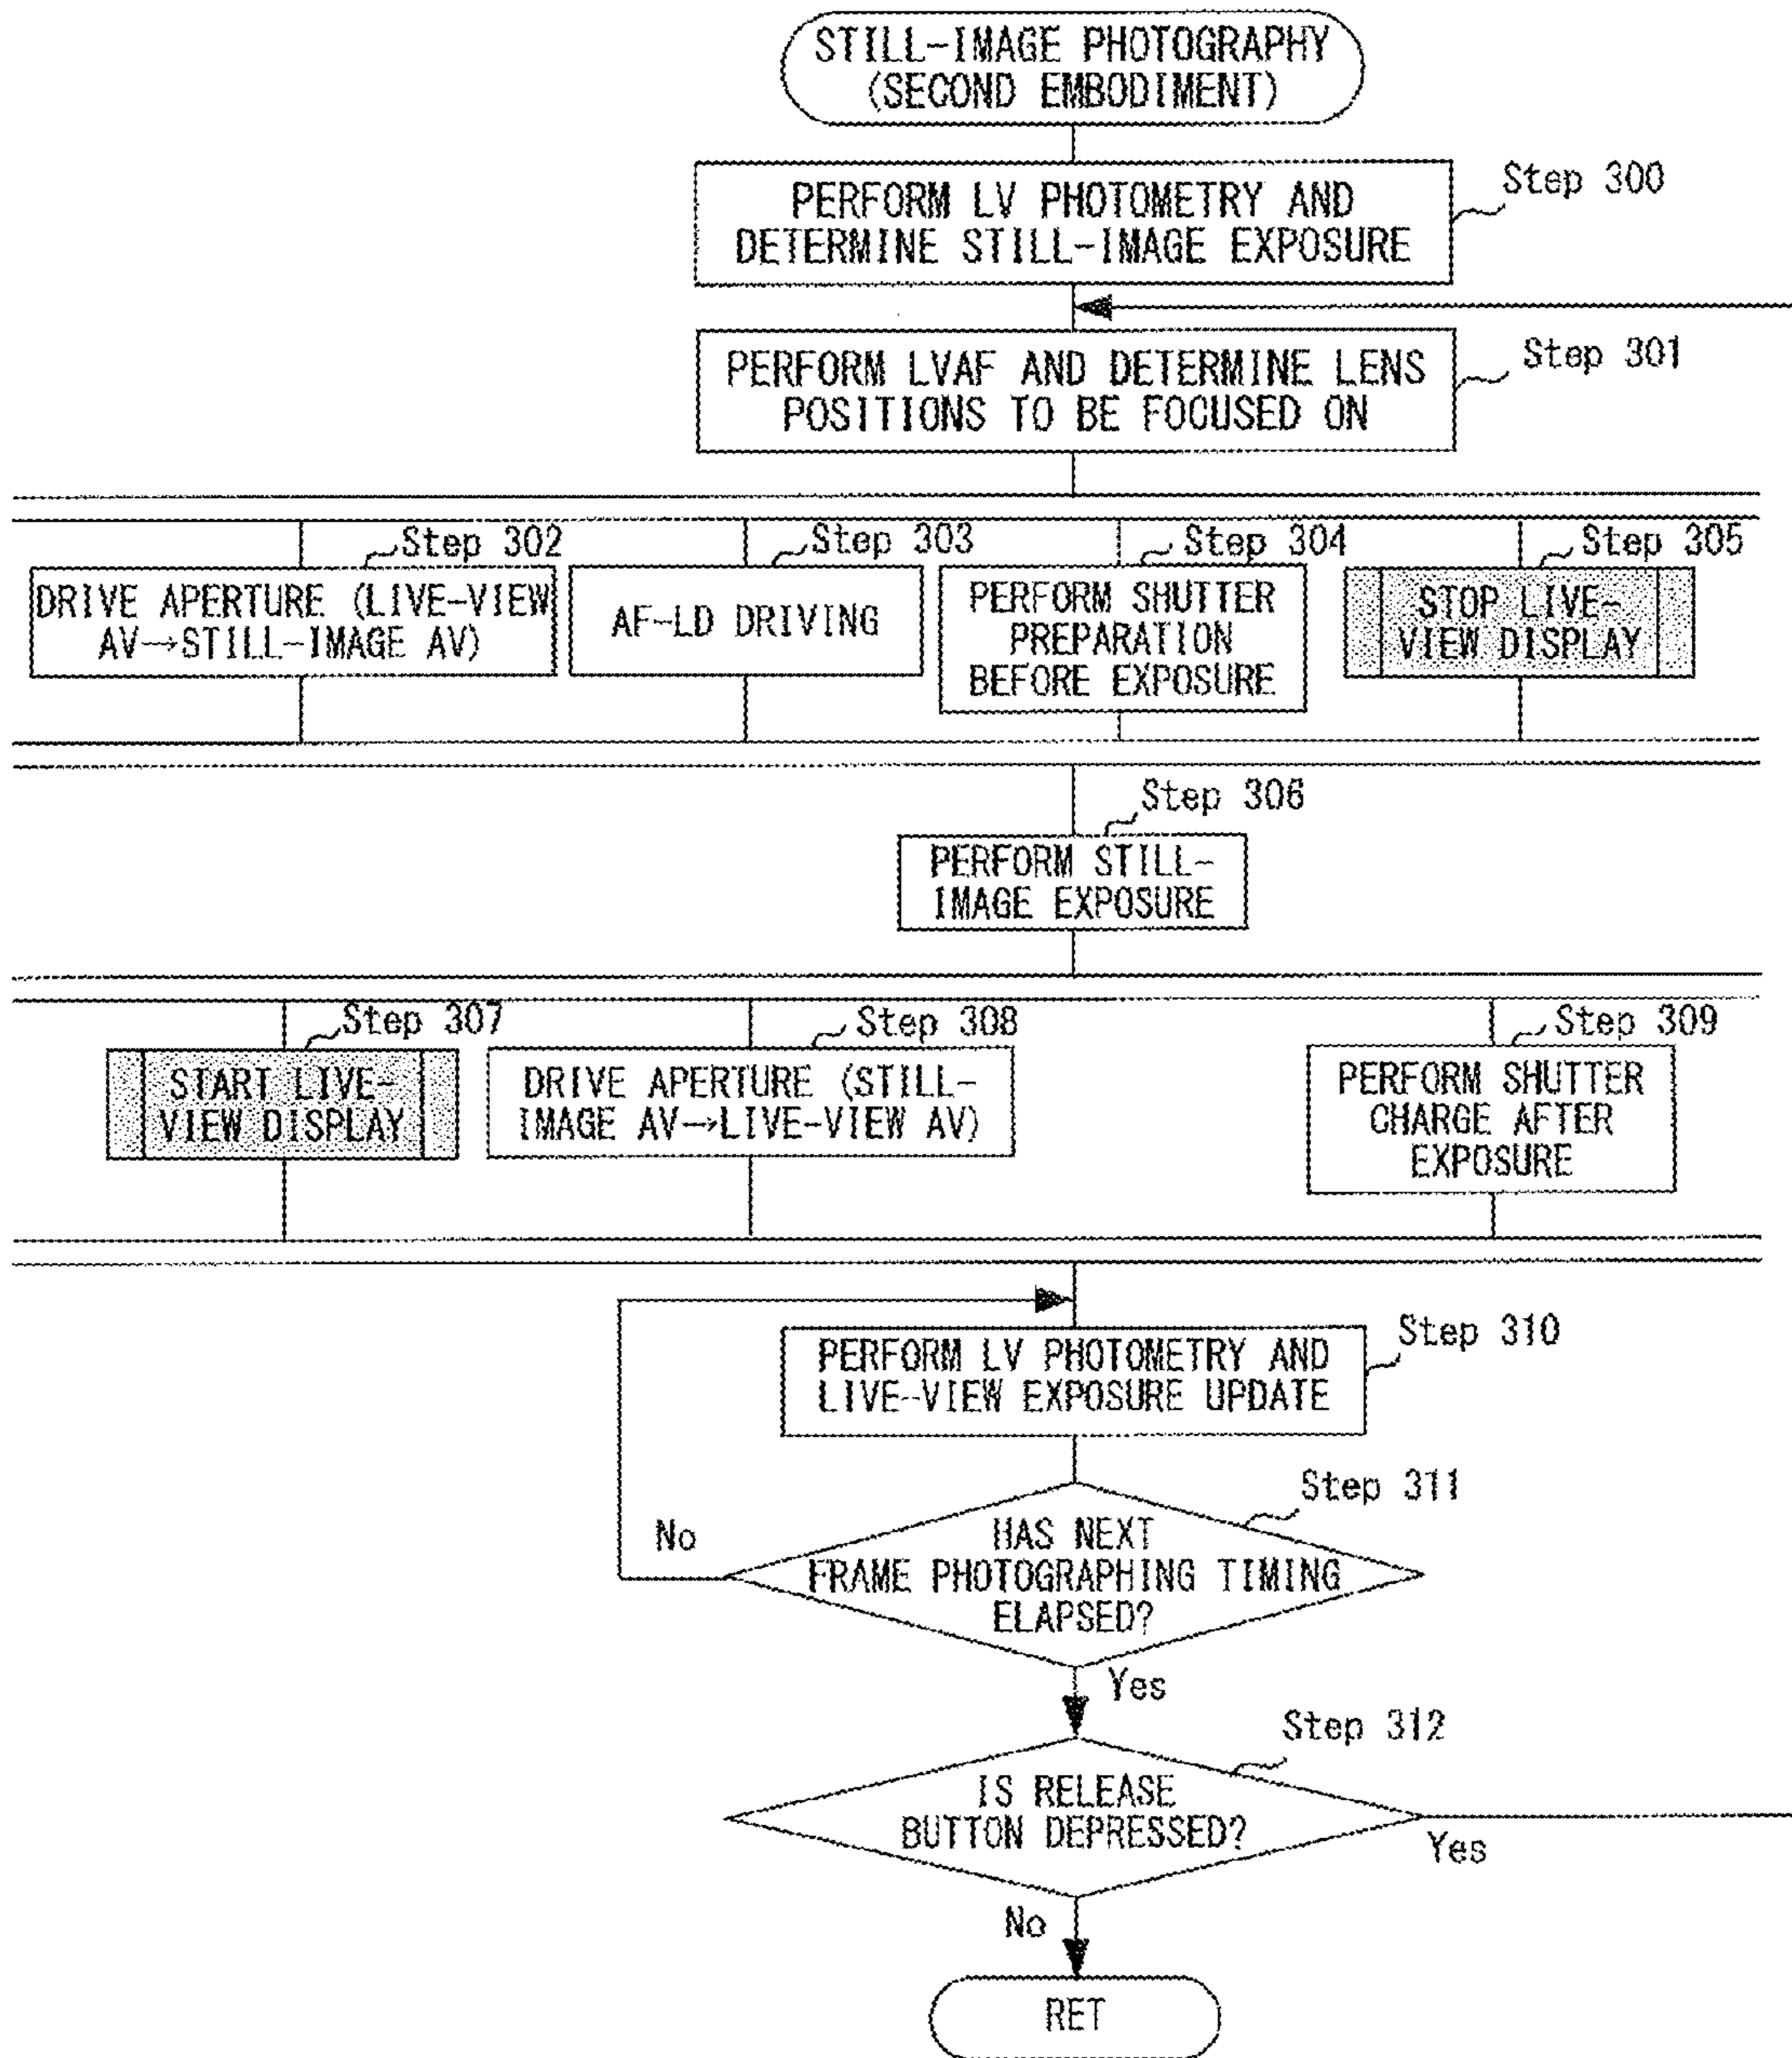 STILL-IMAGE PHOTOGRAPHY
(SECOND EMBODIMENT)
Step 300
PERFORM LV PHOTOMETRY AND
DETERMINE STILL-IMAGE EXPOSURE
Step 301
PERFORM LVAF AND DETERMINE LENS
POSITIONS TO BE FOCUSED ON
Step 302
DRIVE APERTURE (LIVE-VIEW
AV→STILL-IMAGE AV)
Step 303
AF-LD DRIVING
Step 304
PERFORM SHUTTER
PREPARATION
BEFORE EXPOSURE
Step 305
STOP LIVE-
VIEW DISPLAY
Step 306
PERFORM STILL-
IMAGE EXPOSURE
Step 307
START LIVE-
VIEW DISPLAY
Step 308
DRIVE APERTURE (STILL-
IMAGE AV→LIVE-VIEW AV)
Step 309
PERFORM SHUTTER
CHARGE AFTER
EXPOSURE
Step 310
PERFORM LV PHOTOMETRY AND
LIVE-VIEW EXPOSURE UPDATE
Step 311
HAS NEXT
FRAME PHOTOGRAPHING TIMING
ELAPSED?
No
Yes
Step 312
IS RELEASE
BUTTON DEPRESSED?
Yes
No
RET